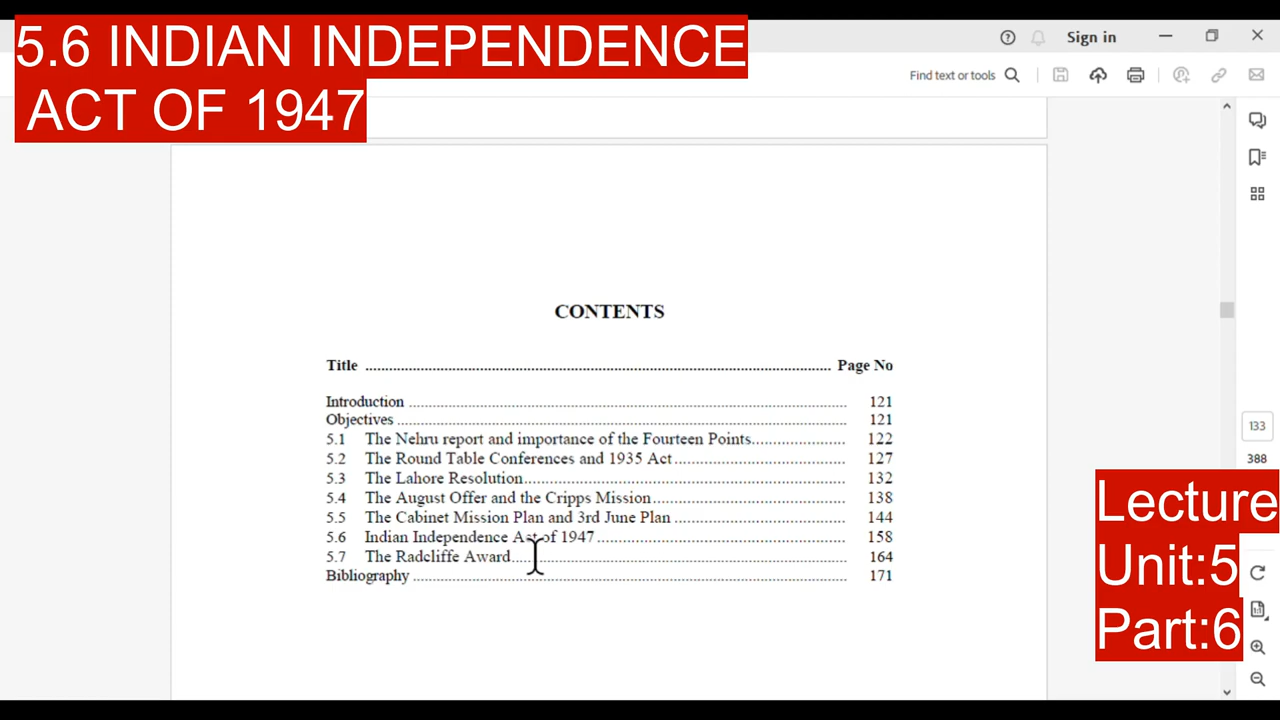 5.6 INDIAN INDEPENDENCE
ACT OF 1947
Sign in
Find text or tools
CONTENTS
Title ........................................ Page No
Introduction ........................................ 121
Objectives ........................................ 121
5.1 The Nehru report and importance of the Fourteen Points........................................ 122
5.2 The Round Table Conferences and 1935 Act ........................................ 127
5.3 The Lahore Resolution........................................ 132
5.4 The August Offer and the Cripps Mission........................................ 138
5.5 The Cabinet Mission Plan and 3rd June Plan ........................................ 144
5.6 Indian Independence Act of 1947 ........................................ 158
5.7 The Radcliffe Award........................................ 164
Bibliography ........................................ 171
133
388
Lecture
Unit:5
Part:6